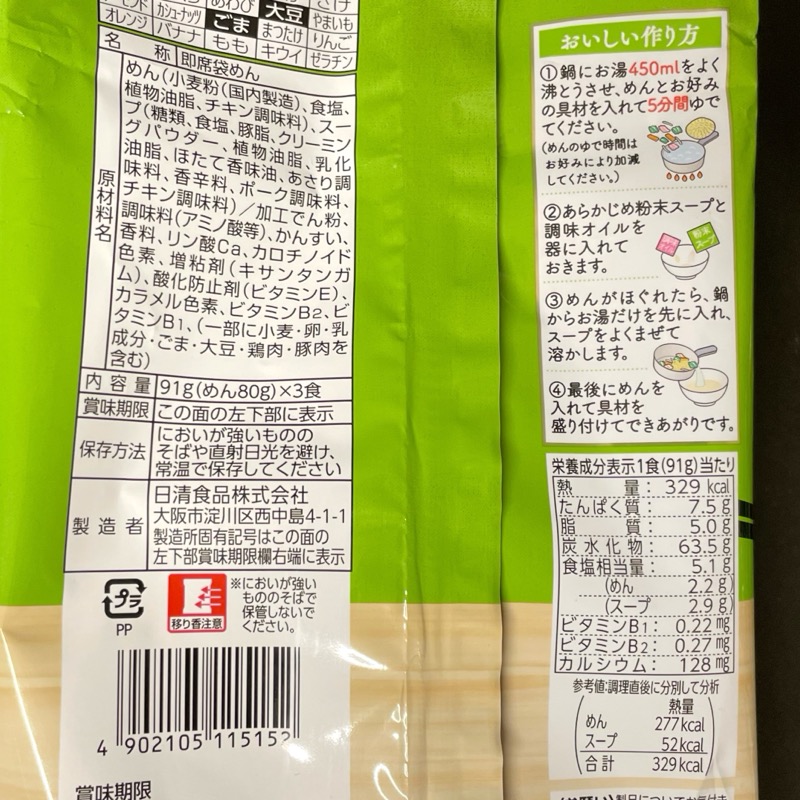 あわび
さけ
アーモンド カシューナッツ 大豆 やまいも
オレンジ バナナ ごま まつたけ りんご
もも キウイ ゼラチン
名称 即席袋めん
原材料名
めん(小麦粉(国内製造)、食塩、
植物油脂、チキン調味料)、スー
プ(糖類、食塩、豚脂、クリーミン
グパウダー、植物油脂、乳化
油脂、ほたて香味油、あさり調
味料、香辛料、ポーク調味料、
チキン調味料)/加工でん粉、
調味料(アミノ酸等)、かんすい、
香料、リン酸Ca、カロチノイド
色素、増粘剤(キサンタンガ
ム)、酸化防止剤(ビタミンE)、
カラメル色素、ビタミンB2、ビ
タミンB1、(一部に小麦・卵・乳
成分・ごま・大豆・鶏肉・豚肉を
含む)
内容量 91g(めん80g)×3食
賞味期限 この面の左下部に表示
保存方法
においが強いものの
そばや直射日光を避け、
常温で保存してください
製造者
日清食品株式会社
大阪市淀川区西中島4-1-1
製造所固有記号はこの面の
左下部賞味期限欄右端に表示
プラ
PP
移り香注意
※においが強い
もののそばで
保管しないで
ください。
4 902105 115152
賞味期限
おいしい作り方
①鍋にお湯450mlをよく
沸とうさせ、めんとお好み
の具材を入れて5分間ゆで
てください。
(めんのゆで時間は
お好みにより加減
してください。)
②あらかじめ粉末スープと
調味オイルを
器に入れて
おきます。
粉末
スープ
③めんがほぐれたら、鍋
からお湯だけを先に入れ、
スープをよくまぜて
溶かします。
④最後にめんを
入れて具材を
盛り付けてできあがりです。
栄養成分表示1食(91g)当たり
熱量: 329 kcal
たんぱく質: 7.5 g
脂質: 5.0 g
炭水化物: 63.5 g
食塩相当量: 5.1 g
(めん 2.2 g)
(スープ 2.9 g)
ビタミンB1: 0.22 mg
ビタミンB2: 0.27 mg
カルシウム: 128 mg
参考値:調理直後に分別して分析
熱量
めん 277kcal
スープ 52kcal
合計 329kcal